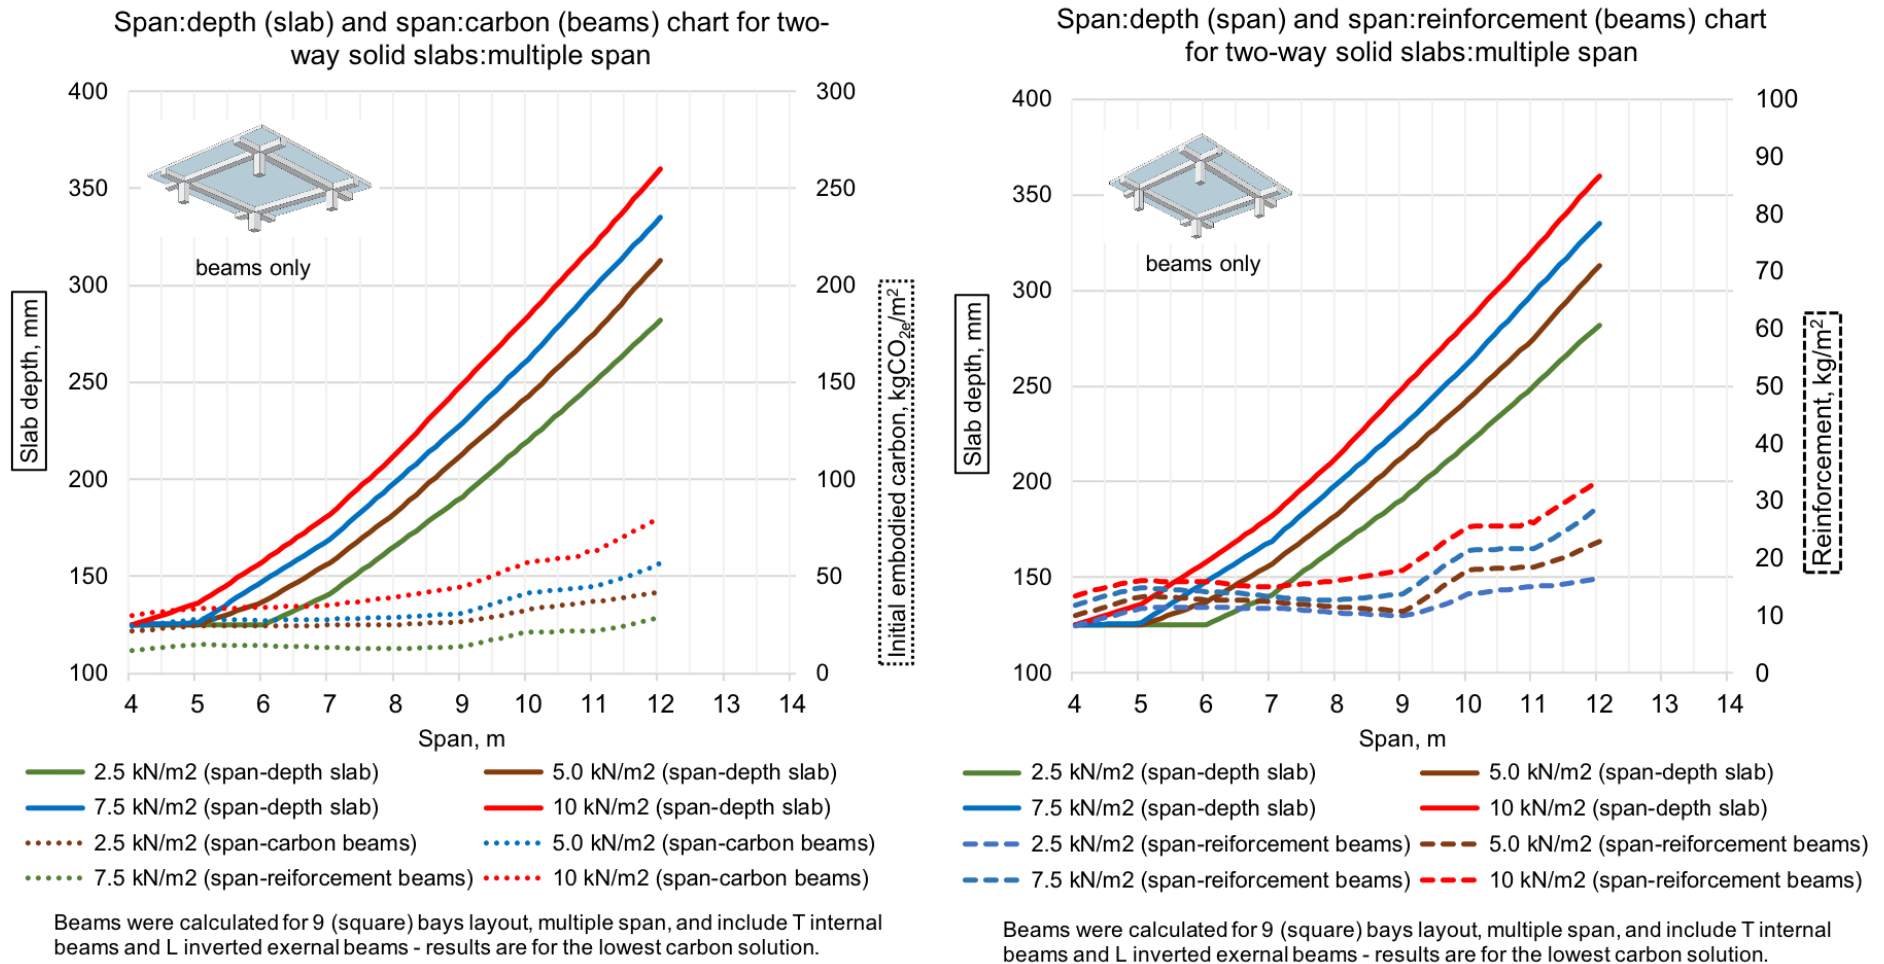 Span:depth (slab) and span:carbon (beams) chart for two-
way solid slabs:multiple span
400
350
300
250
200
150
100
300
250
200
150
100
50
0
beams only
Slab depth, mm
Initial embodied carbon, kgCO2e/m2
4 5 6 7 8 9 10 11 12 13 14
Span, m
2.5 kN/m2 (span-depth slab)
5.0 kN/m2 (span-depth slab)
7.5 kN/m2 (span-depth slab)
10 kN/m2 (span-depth slab)
2.5 kN/m2 (span-carbon beams)
5.0 kN/m2 (span-carbon beams)
7.5 kN/m2 (span-reiforcement beams)
10 kN/m2 (span-carbon beams)
Beams were calculated for 9 (square) bays layout, multiple span, and include T internal
beams and L inverted exernal beams - results are for the lowest carbon solution.
Span:depth (span) and span:reinforcement (beams) chart
for two-way solid slabs:multiple span
400
350
300
250
200
150
100
100
90
80
70
60
50
40
30
20
10
0
beams only
Slab depth, mm
Reinforcement, kg/m2
4 5 6 7 8 9 10 11 12 13 14
Span, m
2.5 kN/m2 (span-depth slab)
5.0 kN/m2 (span-depth slab)
7.5 kN/m2 (span-depth slab)
10 kN/m2 (span-depth slab)
2.5 kN/m2 (span-reiforcement beams)
5.0 kN/m2 (span-reiforcement beams)
7.5 kN/m2 (span-reiforcement beams)
10 kN/m2 (span-reiforcement beams)
Beams were calculated for 9 (square) bays layout, multiple span, and include T internal
beams and L inverted exernal beams - results are for the lowest carbon solution.